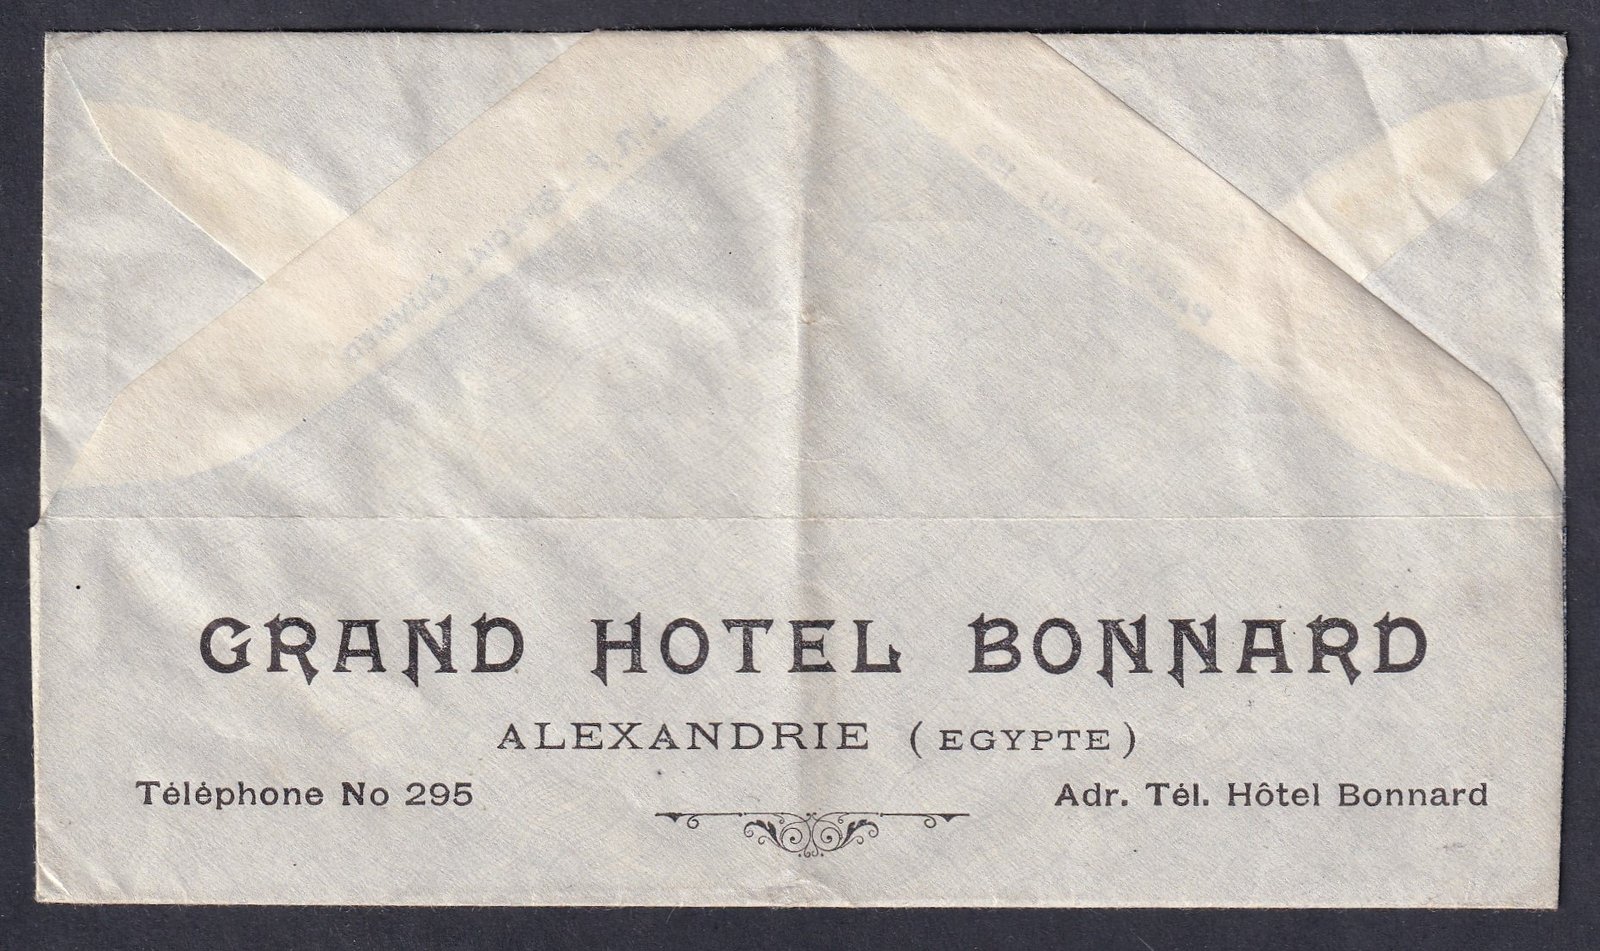 GRAND HOTEL BONNARD
ALEXANDRIE (EGYPTE)
Téléphone No 295
Adr. Tél. Hôtel Bonnard